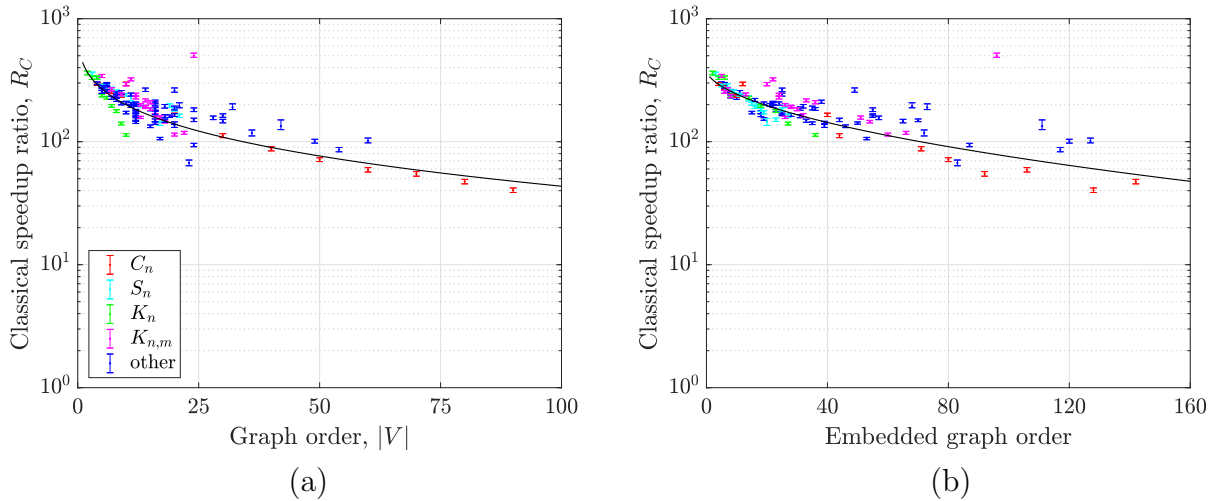 10^3
10^2
10^1
10^0
Classical speedup ratio, R_C
C_n
S_n
K_n
K_{n,m}
other
0 25 50 75 100
Graph order, |V|
(a)
10^3
10^2
10^1
10^0
Classical speedup ratio, R_C
0 40 80 120 160
Embedded graph order
(b)